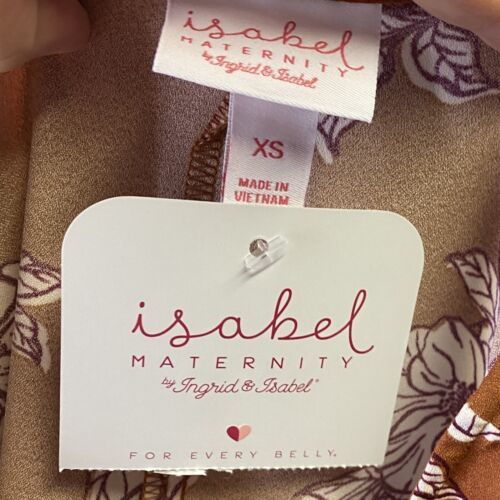 isabel
MATERNITY
by Ingrid & Isabel
XS
MADE IN
VIETNAM
isabel
MATERNITY
by Ingrid & Isabel®
FOR EVERY BELLY.®